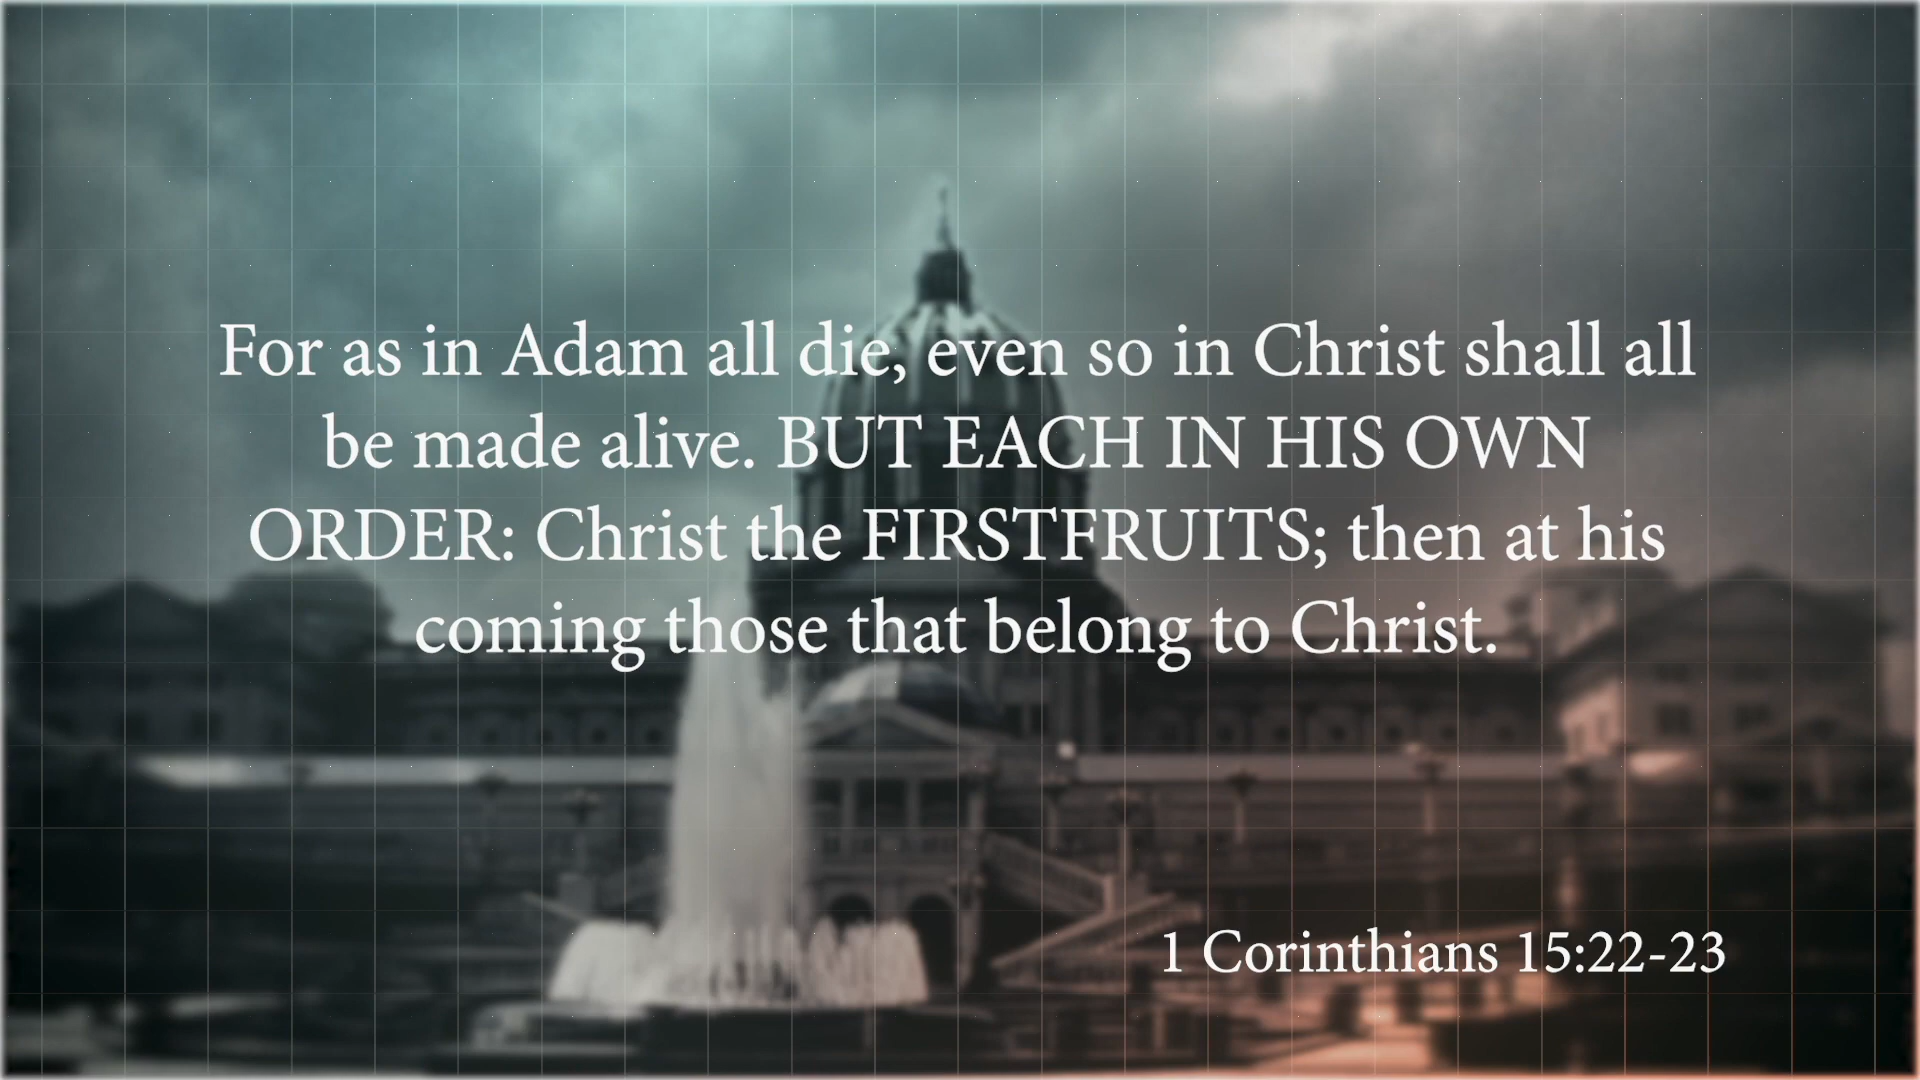 For as in Adam all die, even so in Christ shall all
be made alive. BUT EACH IN HIS OWN
ORDER: Christ the FIRSTFRUITS; then at his
coming those that belong to Christ.
1 Corinthians 15:22-23